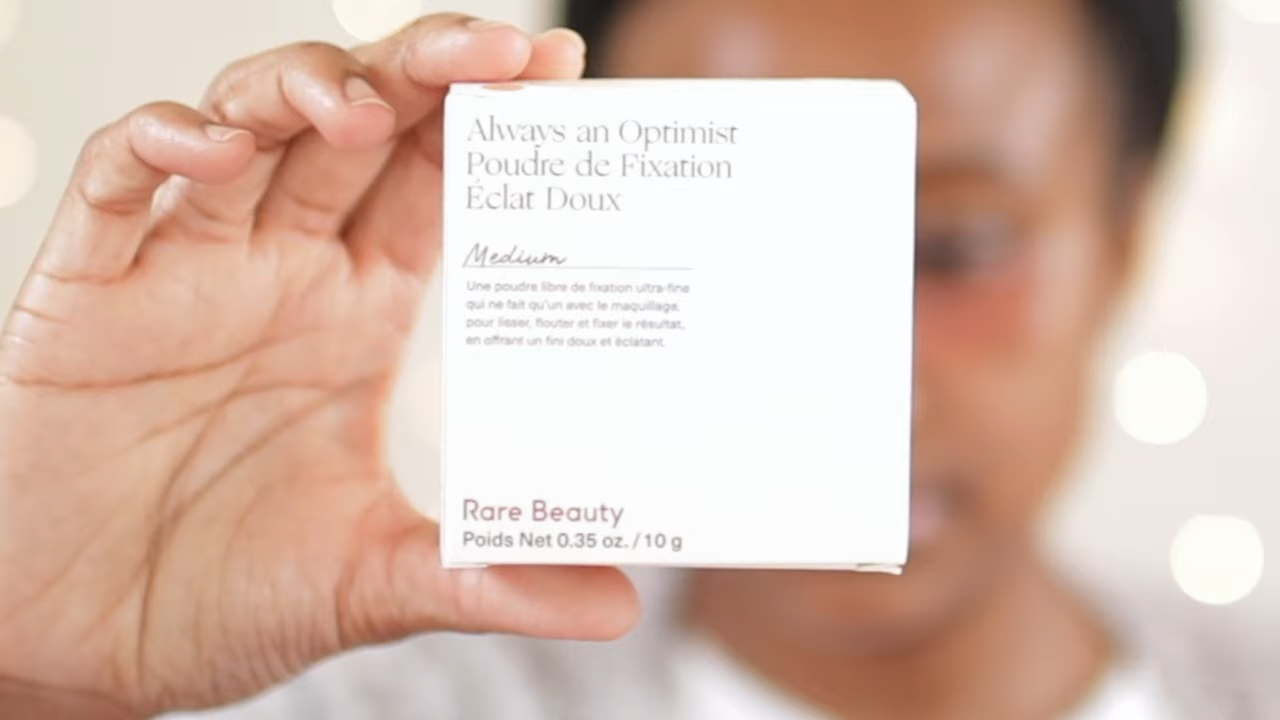 Always an Optimist
Poudre de Fixation
Éclat Doux
Medium
Une poudre libre de fixation ultra-fine
qui ne fait qu'un avec le maquillage,
pour lisser, flouter et fixer le résultat,
en offrant un fini doux et éclatant.
Rare Beauty
Poids Net 0.35 oz. / 10 g